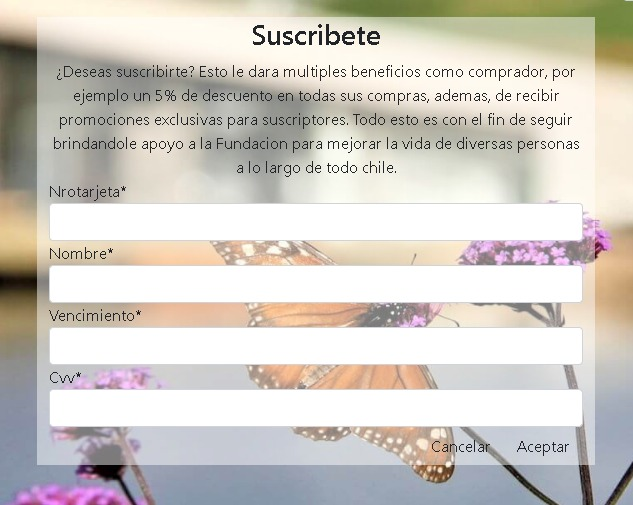 Suscribete
¿Deseas suscribirte? Esto le dara multiples beneficios como comprador, por
ejemplo un 5% de descuento en todas sus compras, ademas, de recibir
promociones exclusivas para suscriptores. Todo esto es con el fin de seguir
brindandole apoyo a la Fundacion para mejorar la vida de diversas personas
a lo largo de todo chile.
Nrotarjeta*
Nombre*
Vencimiento*
Cvv*
Cancelar Aceptar